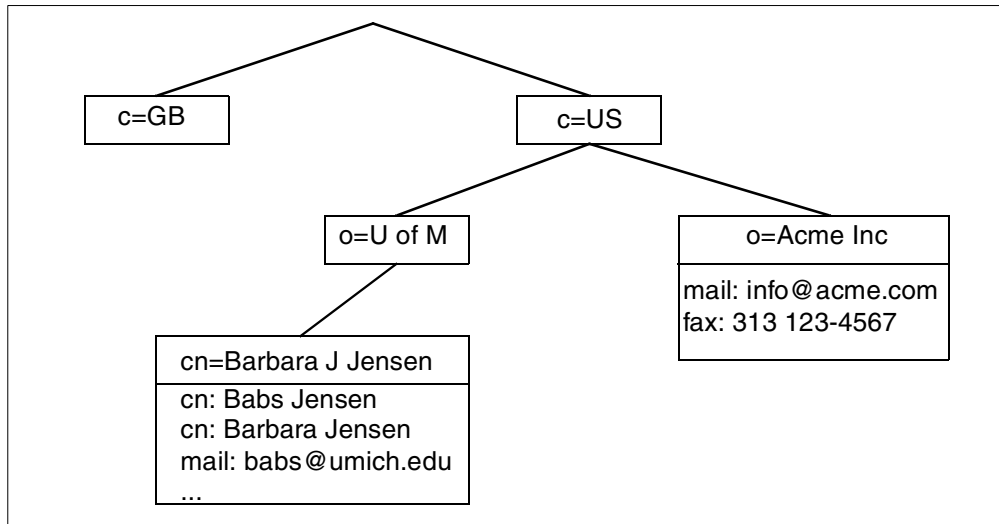 c=GB
c=US
o=U of M
o=Acme Inc
mail: info@acme.com
fax: 313 123-4567
cn=Barbara J Jensen
cn: Babs Jensen
cn: Barbara Jensen
mail: babs@umich.edu
...